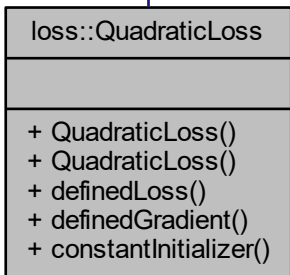 loss::QuadraticLoss
+ QuadraticLoss()
+ QuadraticLoss()
+ definedLoss()
+ definedGradient()
+ constantInitializer()